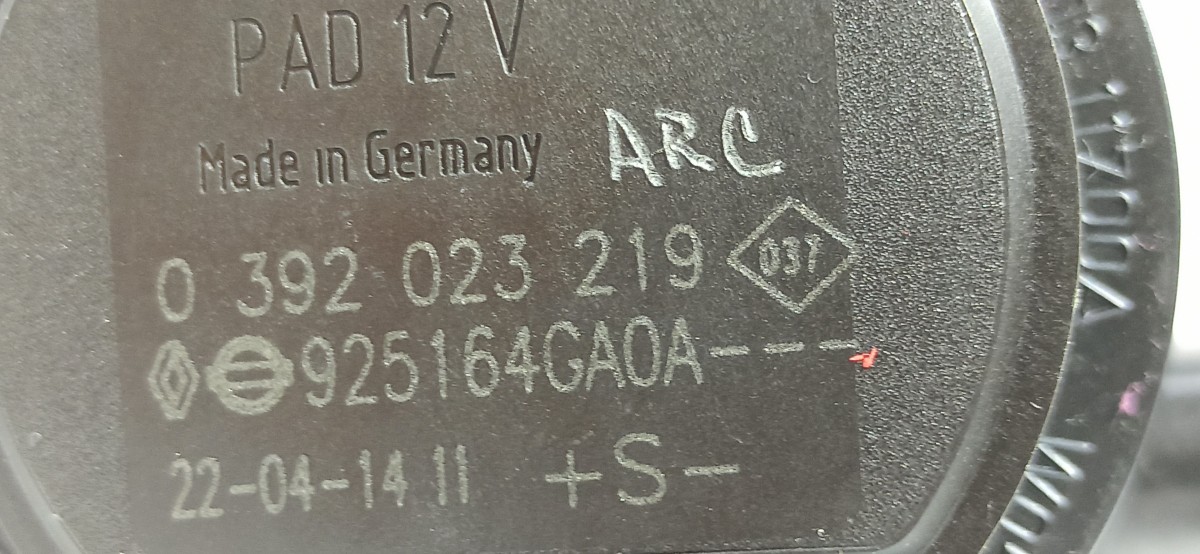 PAD 12 V
Made in Germany ARC
0 392 023 219 037
925164GA0A---
22-04-14 11 +S-